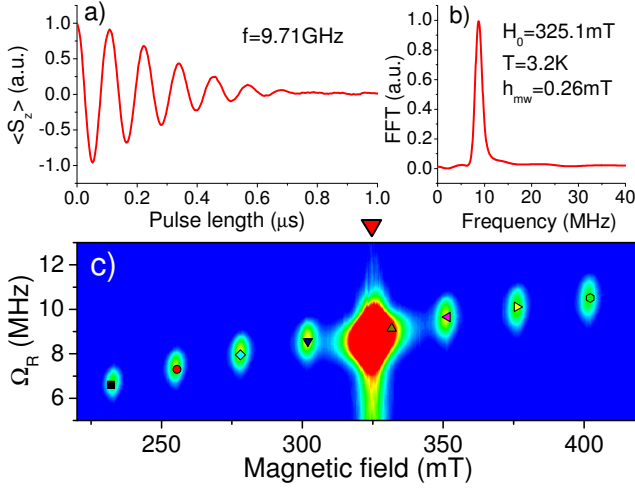 a)
f=9.71GHz
<S_z> (a.u.)
1.0
0.5
0.0
-0.5
-1.0
0.0 0.2 0.4 0.6 0.8 1.0
Pulse length (μs)
b)
H_0=325.1mT
T=3.2K
h_mw=0.26mT
FFT (a.u.)
1.0
0.8
0.6
0.4
0.2
0.0
0 10 20 30 40
Frequency (MHz)
c)
Ω_R (MHz)
12
10
8
6
250 300 350 400
Magnetic field (mT)